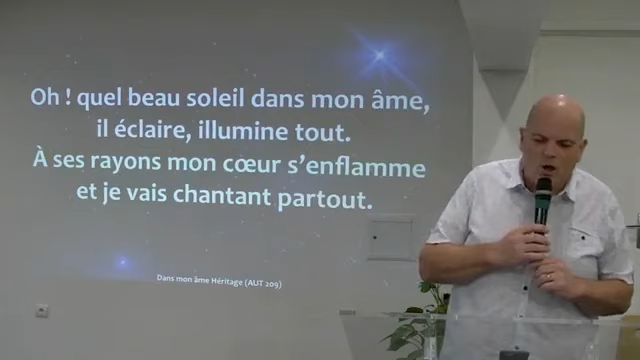 Oh ! quel beau soleil dans mon âme,
il éclaire, illumine tout.
À ses rayons mon cœur s’enflamme
et je vais chantant partout.
Dans mon âme Héritage (ALIT 209)